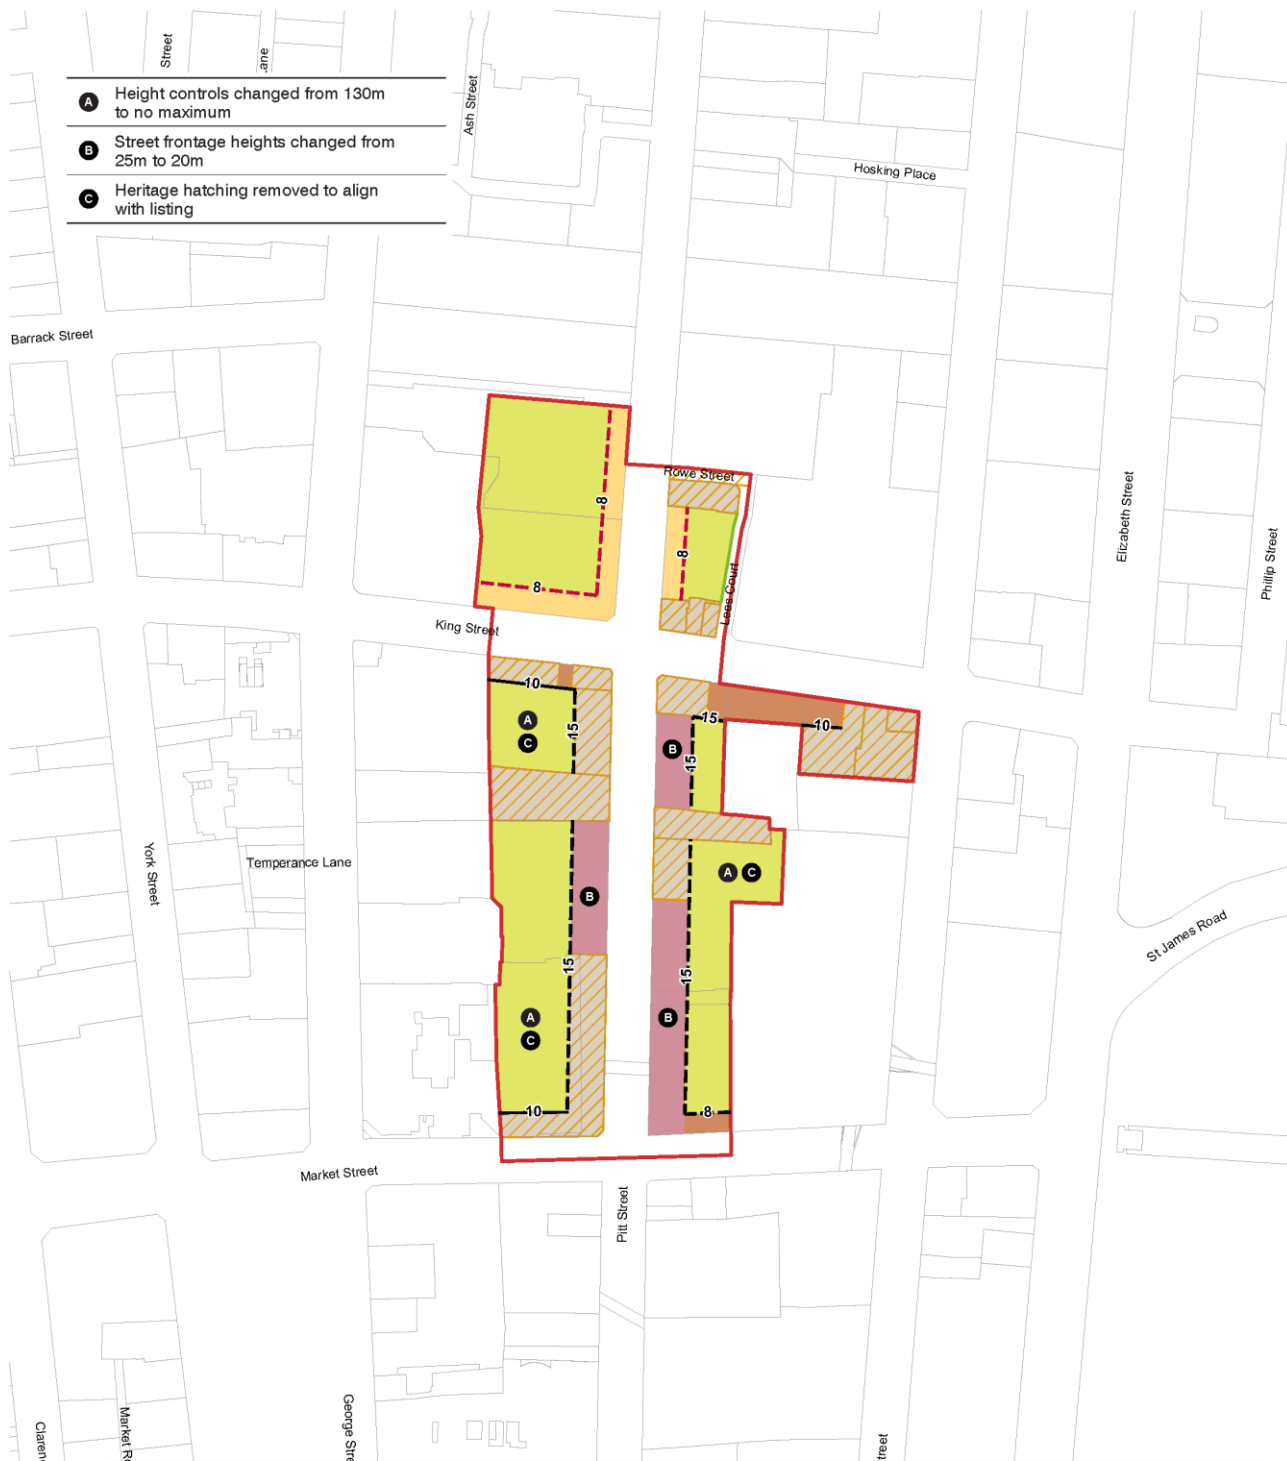 Street
ane
Ash Street
A Height controls changed from 130m
to no maximum
B Street frontage heights changed from
25m to 20m
C Heritage hatching removed to align
with listing
Hosking Place
Barrack Street
Rowe Street
8
8
8
Lees Court
King Street
Elizabeth Street
Phillip Street
10
15
A
C
15
10
B
15
Temperance Lane
York Street
A C
B
St James Road
15
15
A
C
B
10
8
Market Street
Pitt Street
Claren
Market R
George Stre
treet